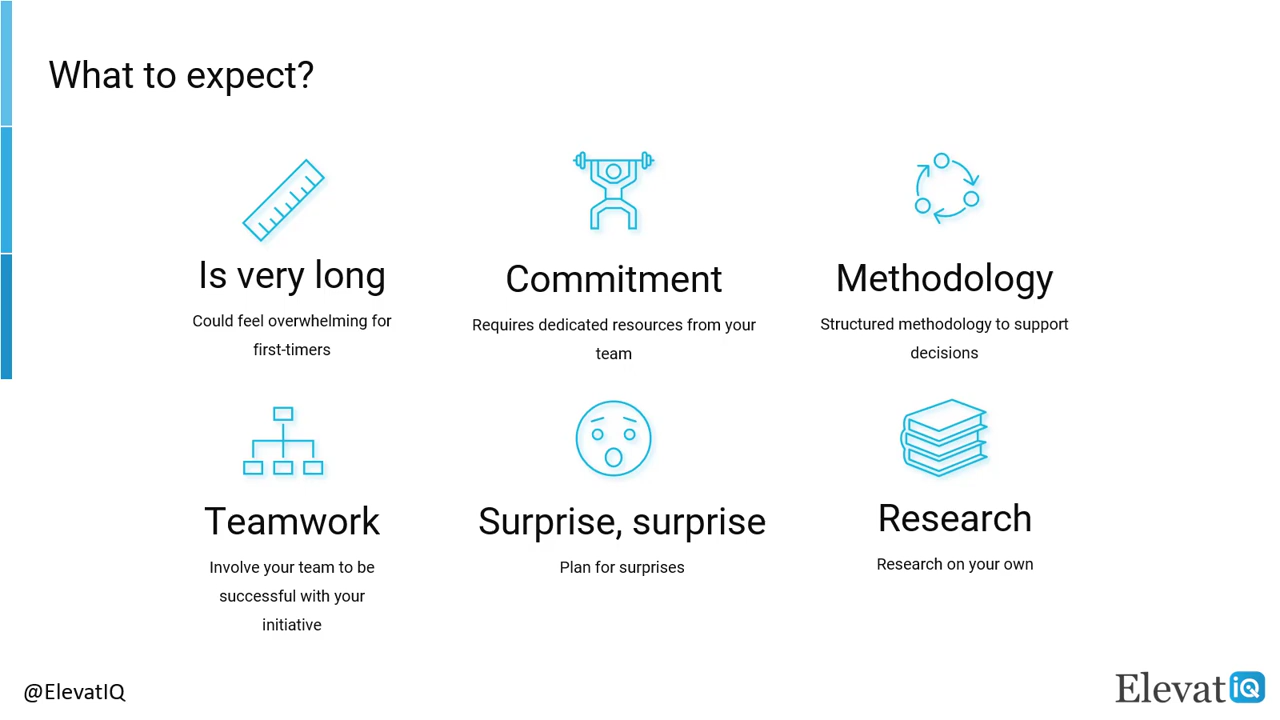 What to expect?
Is very long
Could feel overwhelming for
first-timers
Commitment
Requires dedicated resources from your
team
Methodology
Structured methodology to support
decisions
Teamwork
Involve your team to be
successful with your
initiative
Surprise, surprise
Plan for surprises
Research
Research on your own
@ElevatIQ
ElevatiQ